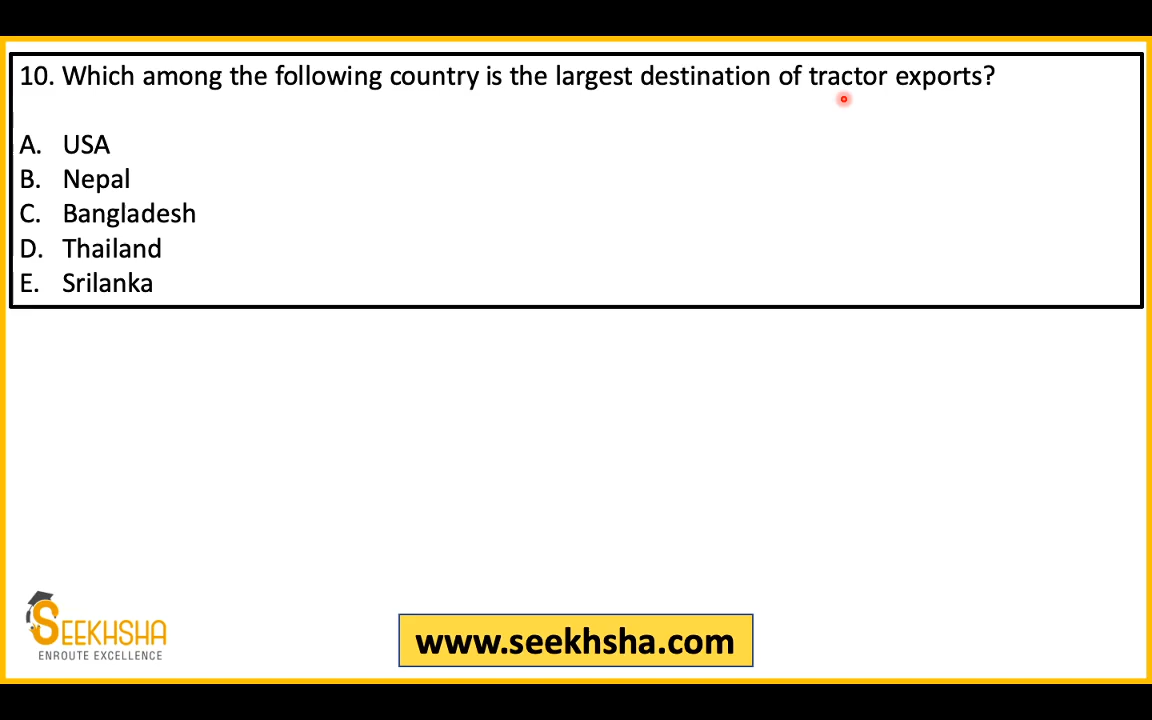 10. Which among the following country is the largest destination of tractor exports?
A. USA
B. Nepal
C. Bangladesh
D. Thailand
E. Srilanka
SEEKHSHA
ENROUTE EXCELLENCE
www.seekhsha.com